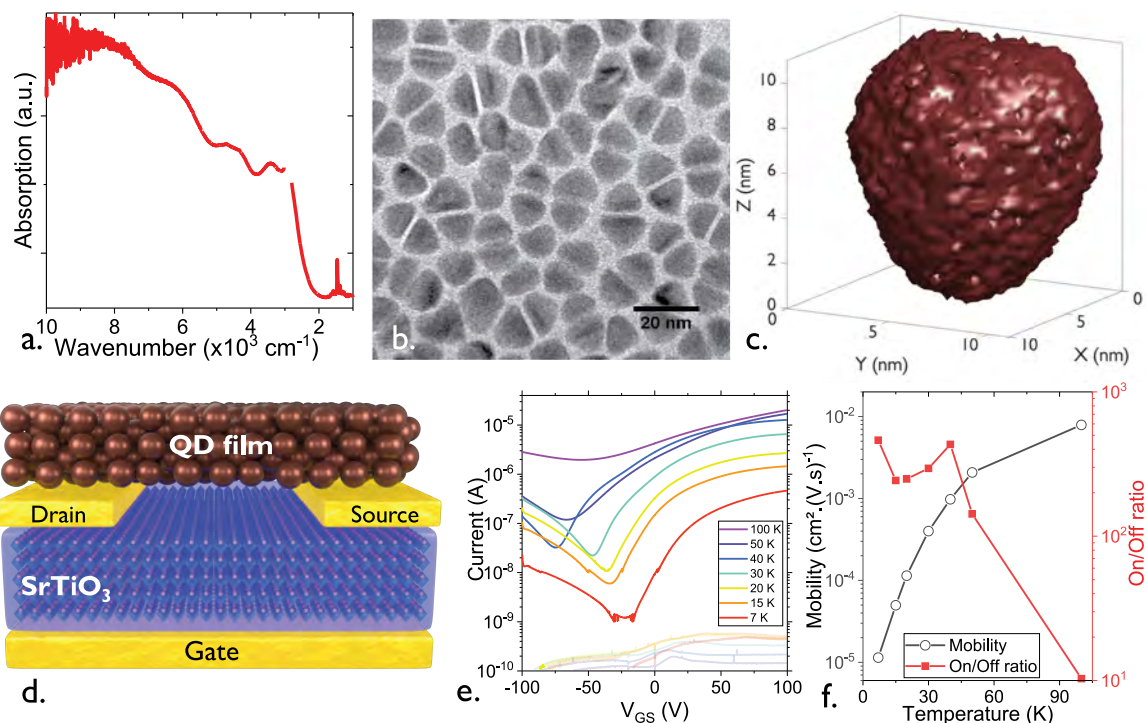 Absorption (a.u.)
10 8 6 4 2
Wavenumber (x10³ cm⁻¹)
a.
20 nm
b.
10
8
6
4
2
0
Z (nm)
0 5 10
Y (nm)
10 5 0
X (nm)
c.
QD film
Drain
Source
SrTiO₃
Gate
d.
10⁻⁵
10⁻⁶
10⁻⁷
10⁻⁸
10⁻⁹
10⁻¹⁰
Current (A)
100 K
50 K
40 K
30 K
20 K
15 K
7 K
-100 -50 0 50 100
V_GS (V)
e.
10⁻²
10⁻³
10⁻⁴
10⁻⁵
Mobility (cm².(V.s)⁻¹)
Mobility
On/Off ratio
10³
10²
10¹
On/Off ratio
0 30 60 90
Temperature (K)
f.